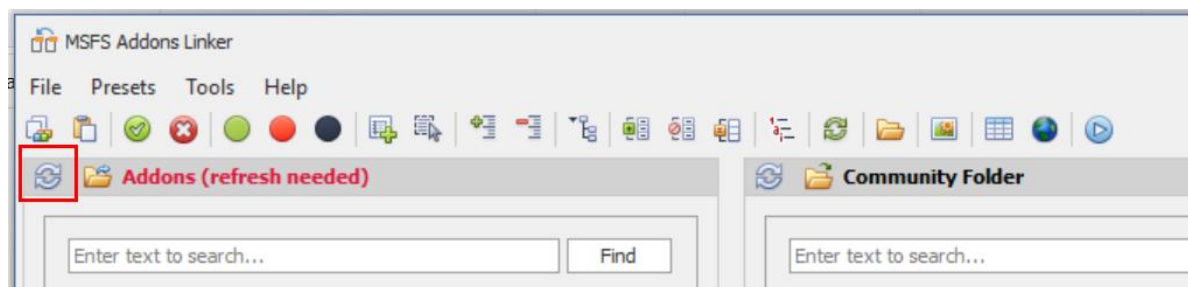 MSFS Addons Linker
File Presets Tools Help
Addons (refresh needed)
Community Folder
Enter text to search...
Find
Enter text to search...